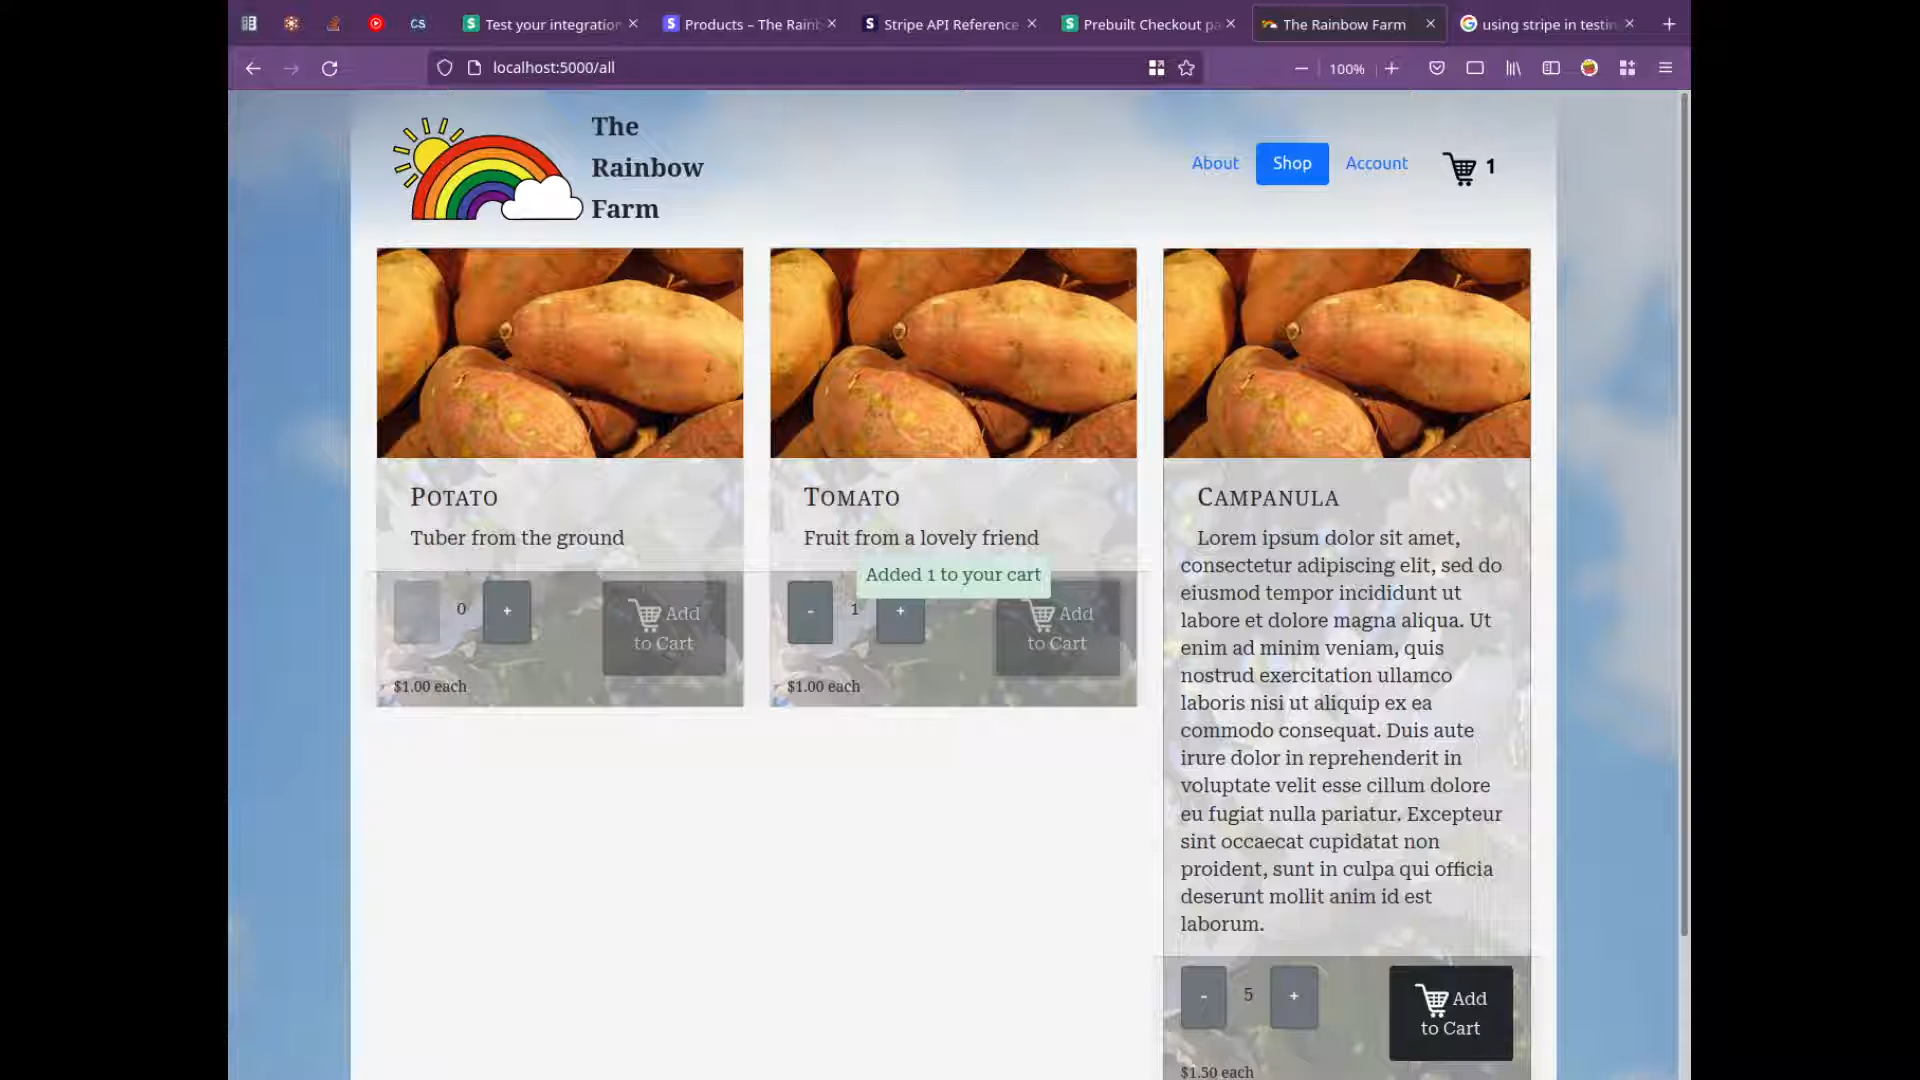 CS
Test your integration
Products – The Rainb
Stripe API Reference
Prebuilt Checkout pa
The Rainbow Farm
using stripe in testin
localhost:5000/all
100%
The
Rainbow
Farm
About
Shop
Account
1
POTATO
Tuber from the ground
0
+
Add
to Cart
$1.00 each
TOMATO
Fruit from a lovely friend
Added 1 to your cart
-
1
+
Add
to Cart
$1.00 each
CAMPANULA
Lorem ipsum dolor sit amet,
consectetur adipiscing elit, sed do
eiusmod tempor incididunt ut
labore et dolore magna aliqua. Ut
enim ad minim veniam, quis
nostrud exercitation ullamco
laboris nisi ut aliquip ex ea
commodo consequat. Duis aute
irure dolor in reprehenderit in
voluptate velit esse cillum dolore
eu fugiat nulla pariatur. Excepteur
sint occaecat cupidatat non
proident, sunt in culpa qui officia
deserunt mollit anim id est
laborum.
-
5
+
Add
to Cart
$1.50 each